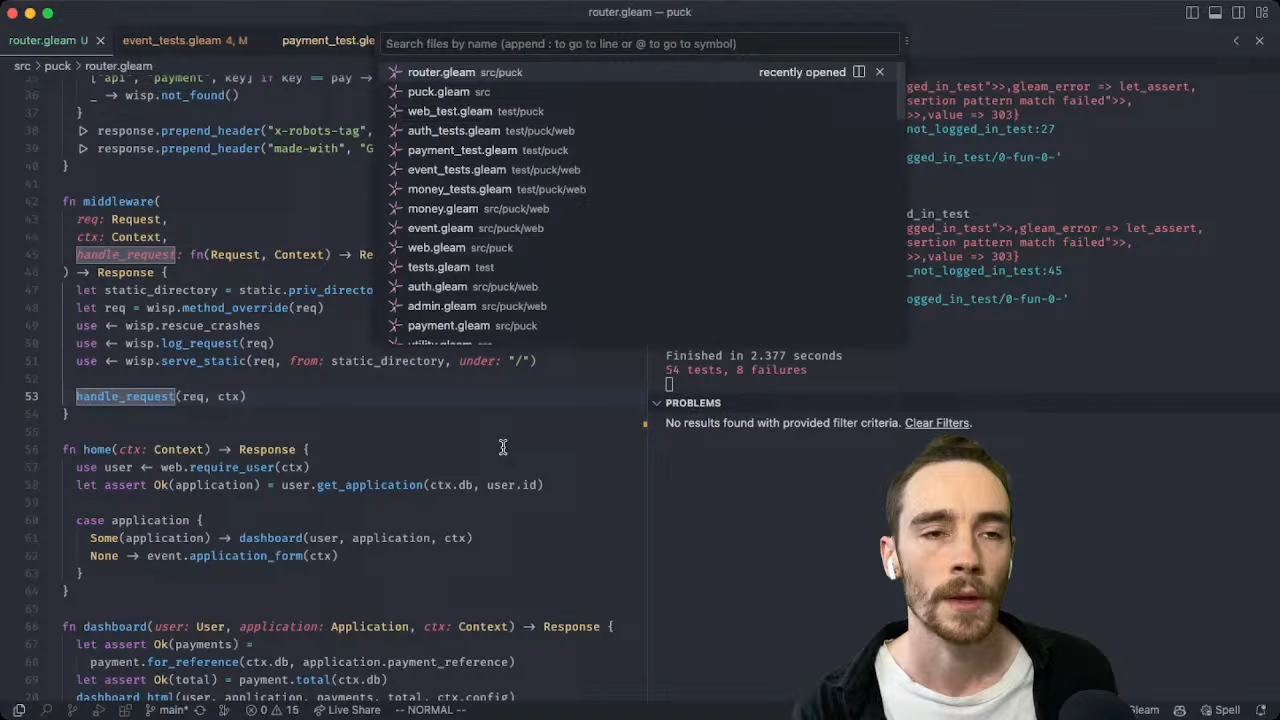 router.gleam — puck
router.gleam U
event_tests.gleam 4, M
payment_test.gle
src > puck > router.gleam
Search files by name (append : to go to line or @ to go to symbol)
router.gleam src/puck recently opened
puck.gleam src
web_test.gleam test/puck
auth_tests.gleam test/puck/web
payment_test.gleam test/puck
event_tests.gleam test/puck/web
money_tests.gleam test/puck/web
money.gleam src/puck/web
event.gleam src/puck/web
web.gleam src/puck
tests.gleam test
auth.gleam src/puck/web
admin.gleam src/puck/web
payment.gleam src/puck
utility.gleam src
35 ["api", "payment", key] if key == pay ->
36 _ -> wisp.not_found()
37 }
38 |> response.prepend_header("x-robots-tag",
39 |> response.prepend_header("made-with", "G
40 }
41
42 fn middleware(
43 req: Request,
44 ctx: Context,
45 handle_request: fn(Request, Context) -> Re
46 ) -> Response {
47 let static_directory = static.priv_directo
48 let req = wisp.method_override(req)
49 use <- wisp.rescue_crashes
50 use <- wisp.log_request(req)
51 use <- wisp.serve_static(req, from: static_directory, under: "/")
52
53 handle_request(req, ctx)
54 }
55
56 fn home(ctx: Context) -> Response {
57 use user <- web.require_user(ctx)
58 let assert Ok(application) = user.get_application(ctx.db, user.id)
59
60 case application {
61 Some(application) -> dashboard(user, application, ctx)
62 None -> event.application_form(ctx)
63 }
64 }
65
66 fn dashboard(user: User, application: Application, ctx: Context) -> Response {
67 let assert Ok(payments) =
68 payment.for_reference(ctx.db, application.payment_reference)
69 let assert Ok(total) = payment.total(ctx.db)
70 dashboard_html(user, application, payments, total, ctx.config)
ed_in_test">>,gleam_error => let_assert,
sertion pattern match failed">>,
>>,value => 303}
not_logged_in_test:27
gged_in_test/0-fun-0-'
d_in_test
gged_in_test">>,gleam_error => let_assert,
sertion pattern match failed">>,
>>,value => 303}
_not_logged_in_test:45
ogged_in_test/0-fun-0-'
Finished in 2.377 seconds
54 tests, 8 failures
PROBLEMS
No results found with provided filter criteria. Clear Filters.
main* 0 15 Live Share -- NORMAL -- Gleam Spell